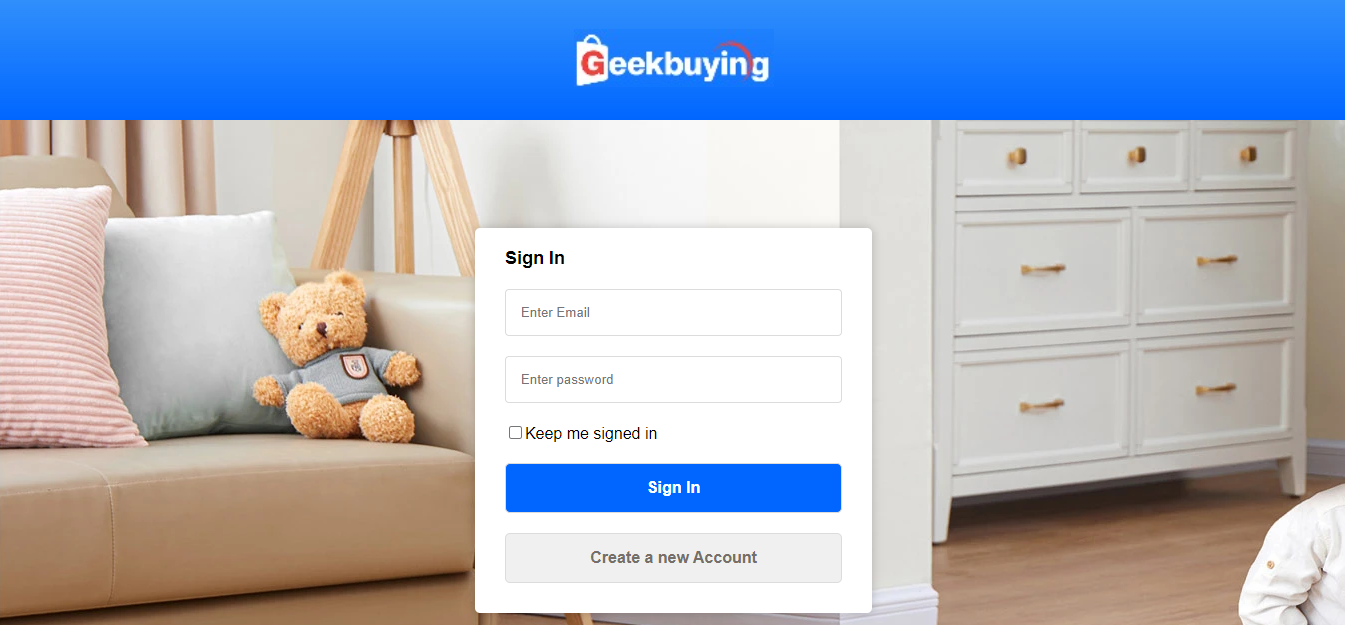 Geekbuying
Sign In
Enter Email
Enter password
Keep me signed in
Sign In
Create a new Account